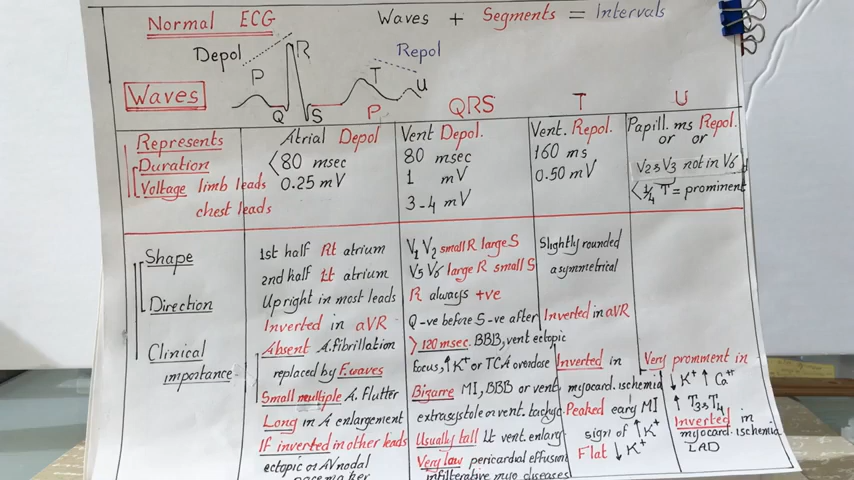 Normal ECG
Waves + Segments = Intervals
Depol
Repol
P
R
T
U
Q
S
Waves
P
QRS
T
U
Represents
Atrial Depol
Vent Depol.
Vent. Repol.
Papill. ms Repol.
or or
Duration
<80 msec
80 msec
160 ms
V2,V3 not in V6
Voltage limb leads
0.25 mV
1 mV
0.50 mV
<1/4 T = prominent
chest leads
3-4 mV
Shape
1st half Rt atrium
2nd half Lt atrium
V1 V2 small R large S
V5 V6 large R small S
Slightly rounded
asymmetrical
Direction
Upright in most leads
Inverted in aVR
R always +ve
Q -ve before S -ve after
Inverted in aVR
Clinical
importance
Absent A.fibrillation
replaced by F.waves
Small multiple A. Flutter
Long in A enlargement
If inverted in other leads
ectopic or AV nodal
pacemaker
>120 msec. BBB, vent ectopic
focus, ↑K+ or TCA overdose
Bizarre MI, BBB or vent.
extrasystole or vent. tachyc.
Usually tall Lt vent. enlarg.
Very low pericardial effusion
infilterative myo diseases
Inverted in
myocard. ischemia
Peaked early MI
sign of ↑K+
Flat ↓K+
Very prominent in
↓K+ ↑Ca++
↑ T3,T4
Inverted in
myocard. ischemia
LAD